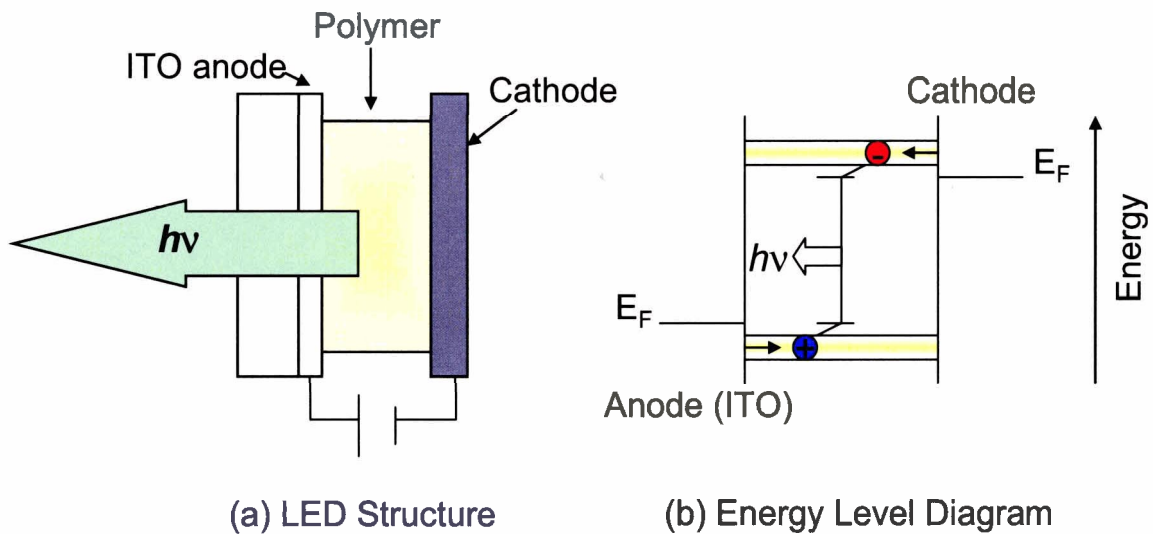 Polymer
ITO anode
Cathode
hν
(a) LED Structure
Cathode
E_F
-
hν
Energy
E_F
+
Anode (ITO)
(b) Energy Level Diagram